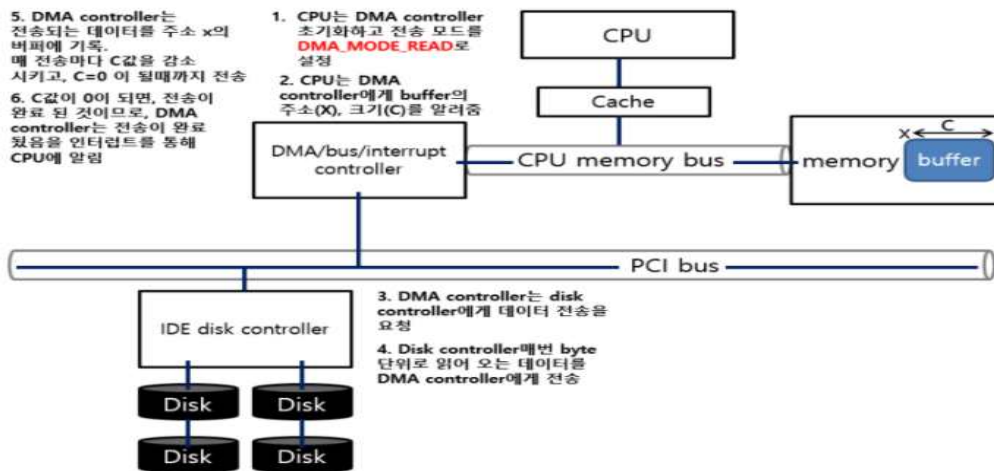 5. DMA controller는
전송되는 데이터를 주소 x의
버퍼에 기록.
매 전송마다 C값을 감소
시키고, C=0 이 될때까지 전송
6. C값이 0이 되면, 전송이
완료 된 것이므로, DMA
controller는 전송이 완료
됬음을 인터럽트를 통해
CPU에 알림
1. CPU는 DMA controller
초기화하고 전송 모드를
DMA_MODE_READ로
설정
2. CPU는 DMA
controller에게 buffer의
주소(X), 크기(C)를 알려줌
CPU
Cache
DMA/bus/interrupt
controller
CPU memory bus
memory
x
C
buffer
PCI bus
IDE disk controller
3. DMA controller는 disk
controller에게 데이터 전송을
요청
4. Disk controller매번 byte
단위로 읽어 오는 데이터를
DMA controller에게 전송
Disk
Disk
Disk
Disk